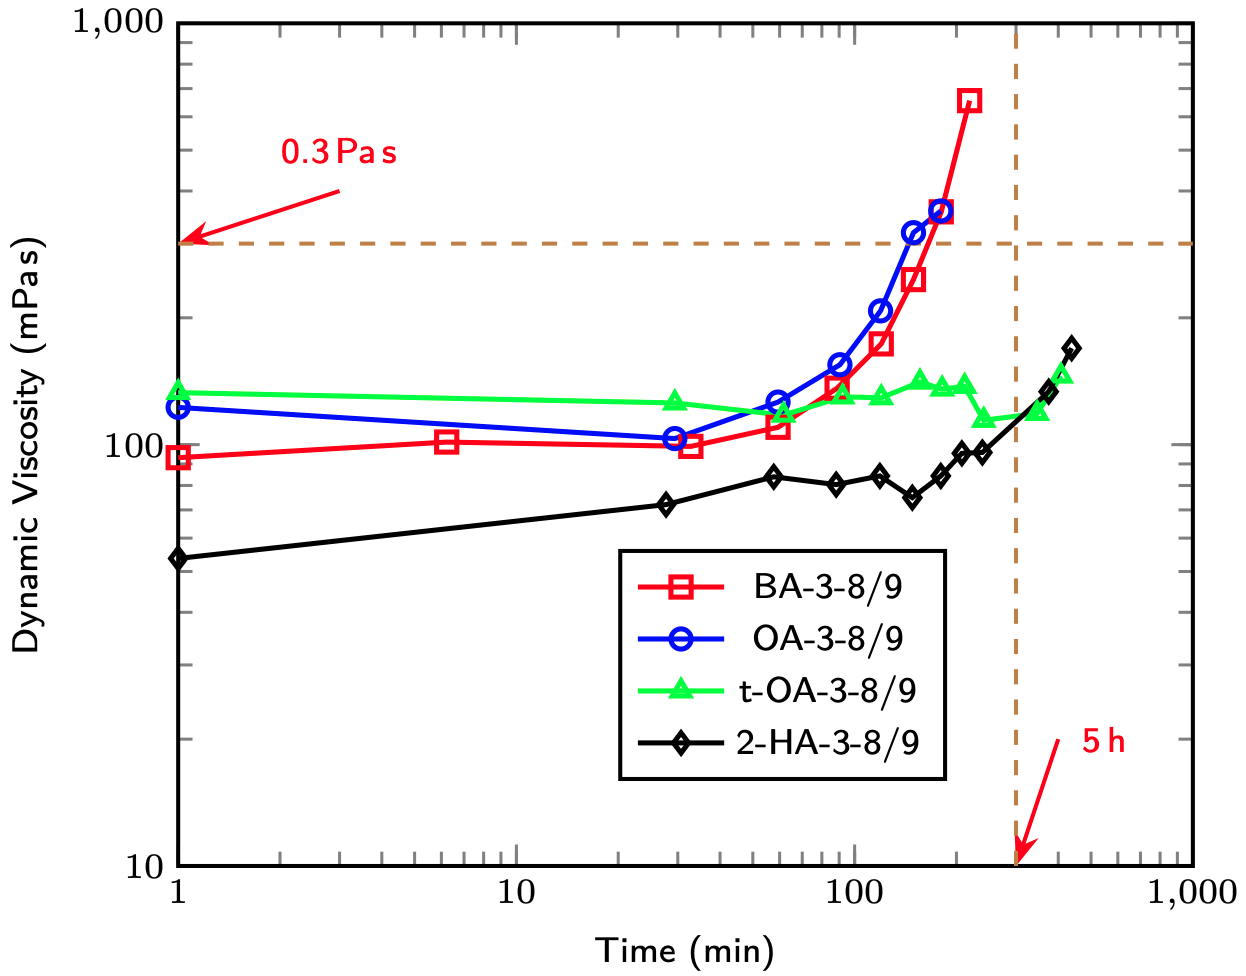 1,000
0.3 Pa s
Dynamic Viscosity (mPa s)
100
BA-3-8/9
OA-3-8/9
t-OA-3-8/9
2-HA-3-8/9
5 h
10
1
10
100
1,000
Time (min)